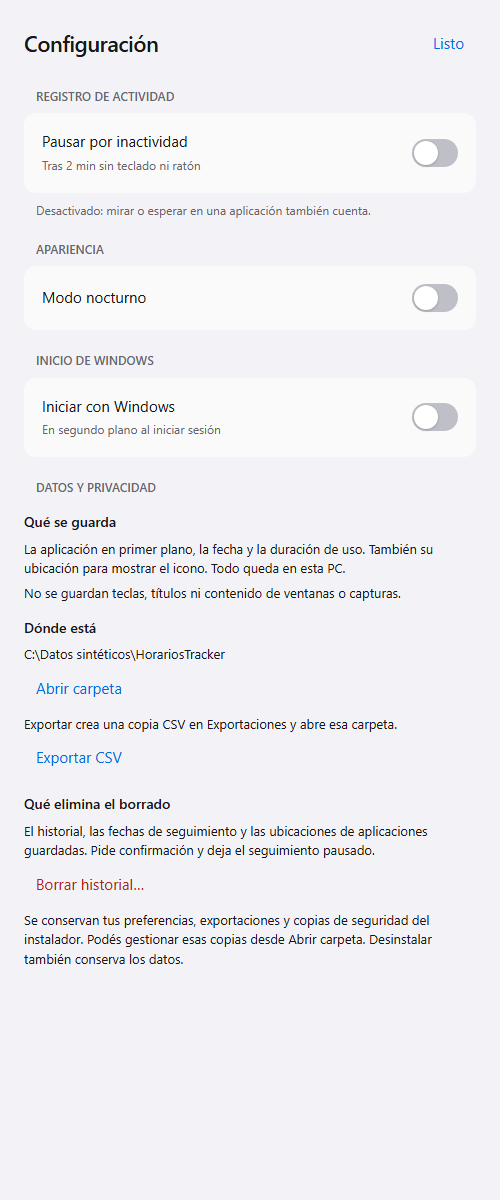 Configuración
Listo
REGISTRO DE ACTIVIDAD
Pausar por inactividad
Tras 2 min sin teclado ni ratón
Desactivado: mirar o esperar en una aplicación también cuenta.
APARIENCIA
Modo nocturno
INICIO DE WINDOWS
Iniciar con Windows
En segundo plano al iniciar sesión
DATOS Y PRIVACIDAD
Qué se guarda
La aplicación en primer plano, la fecha y la duración de uso. También su
ubicación para mostrar el icono. Todo queda en esta PC.
No se guardan teclas, títulos ni contenido de ventanas o capturas.
Dónde está
C:\Datos sintéticos\HorariosTracker
Abrir carpeta
Exportar crea una copia CSV en Exportaciones y abre esa carpeta.
Exportar CSV
Qué elimina el borrado
El historial, las fechas de seguimiento y las ubicaciones de aplicaciones
guardadas. Pide confirmación y deja el seguimiento pausado.
Borrar historial...
Se conservan tus preferencias, exportaciones y copias de seguridad del
instalador. Podés gestionar esas copias desde Abrir carpeta. Desinstalar
también conserva los datos.